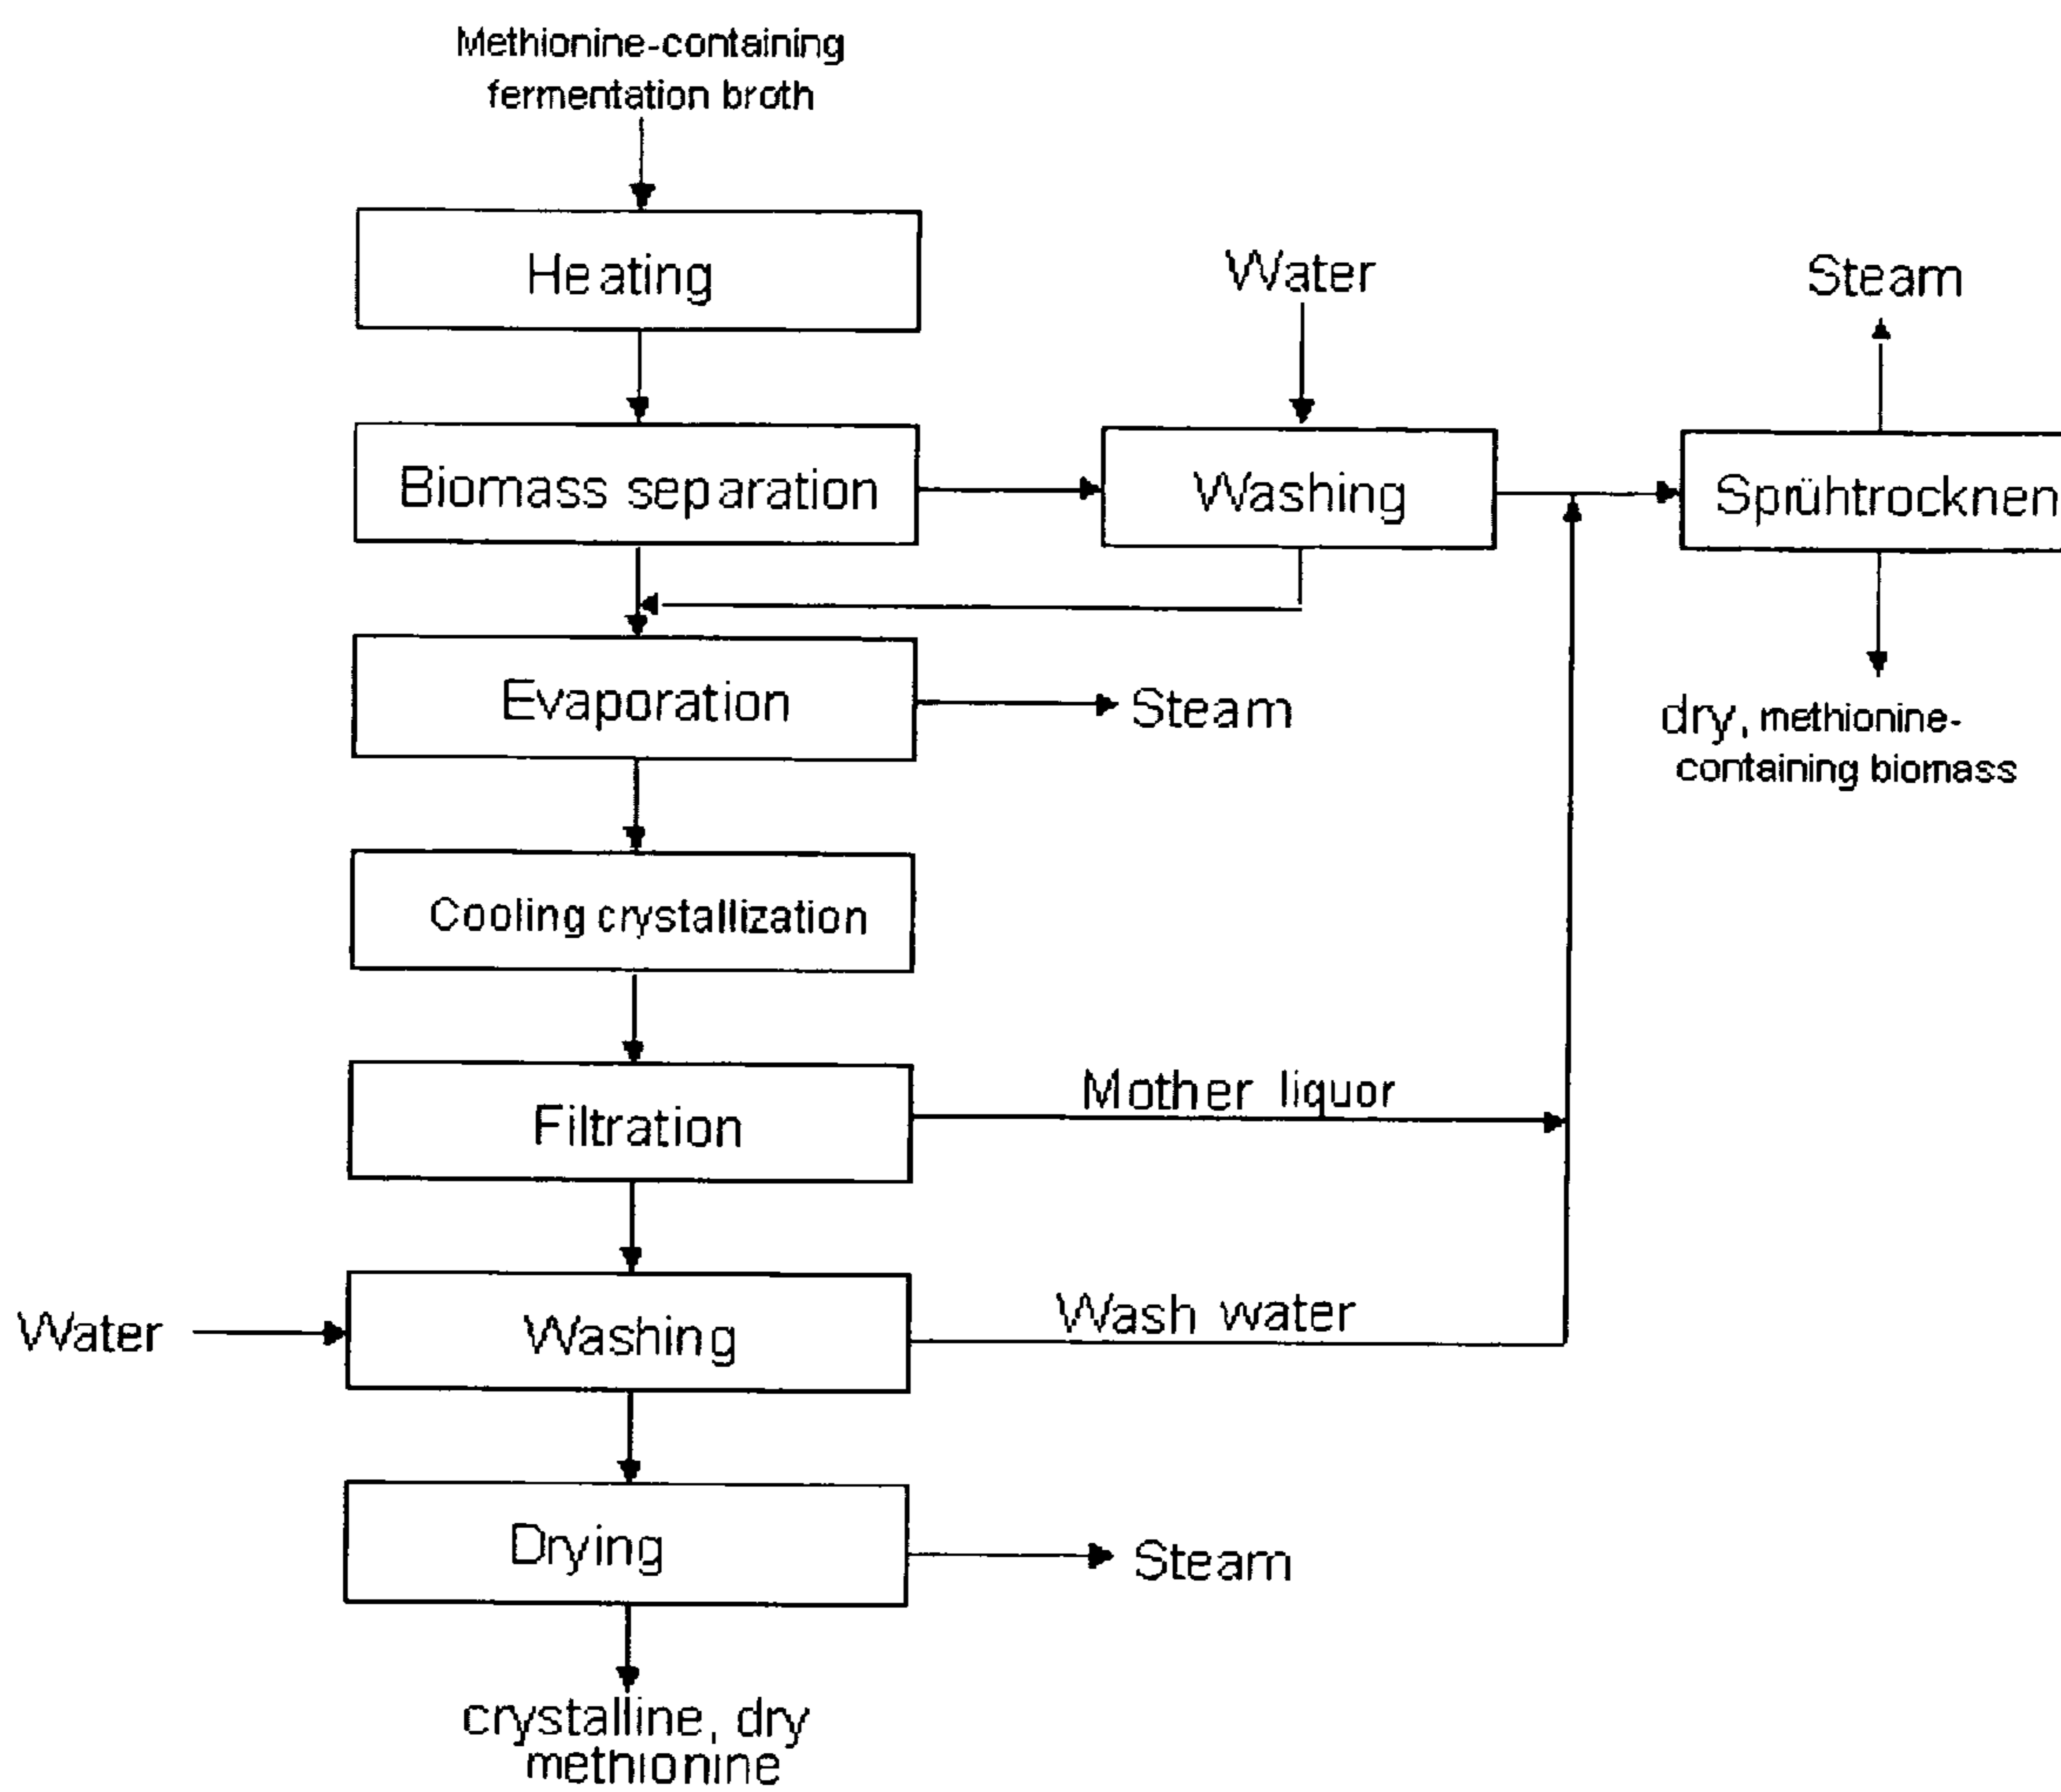 Methionine-containing
fermentation broth
Heating
Water
Steam
Biomass separation
Washing
Sprühtrocknen
Evaporation
Steam
dry, methionine-
containing biomass
Cooling crystallization
Mother liquor
Filtration
Wash water
Water
Washing
Drying
Steam
crystalline, dry
methionine